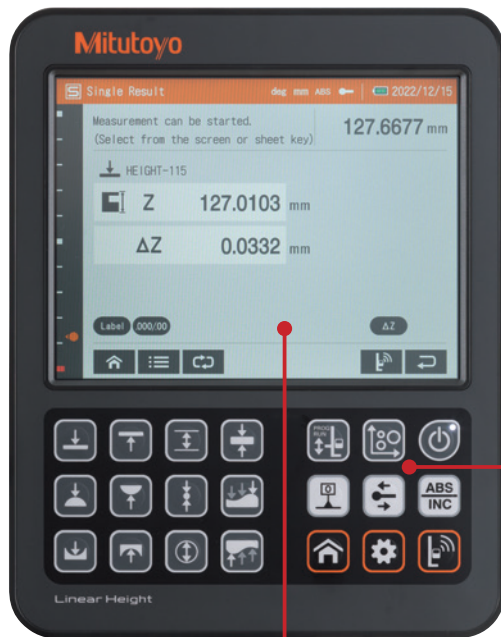 Mitutoyo
S Single Result deg mm ABS 2022/12/15
Measurement can be started.
(Select from the screen or sheet key)
127.6677 mm
HEIGHT-115
Z 127.0103 mm
ΔZ 0.0332 mm
Label .000/00 ΔZ
PROG
RUN
ABS
INC
Linear Height